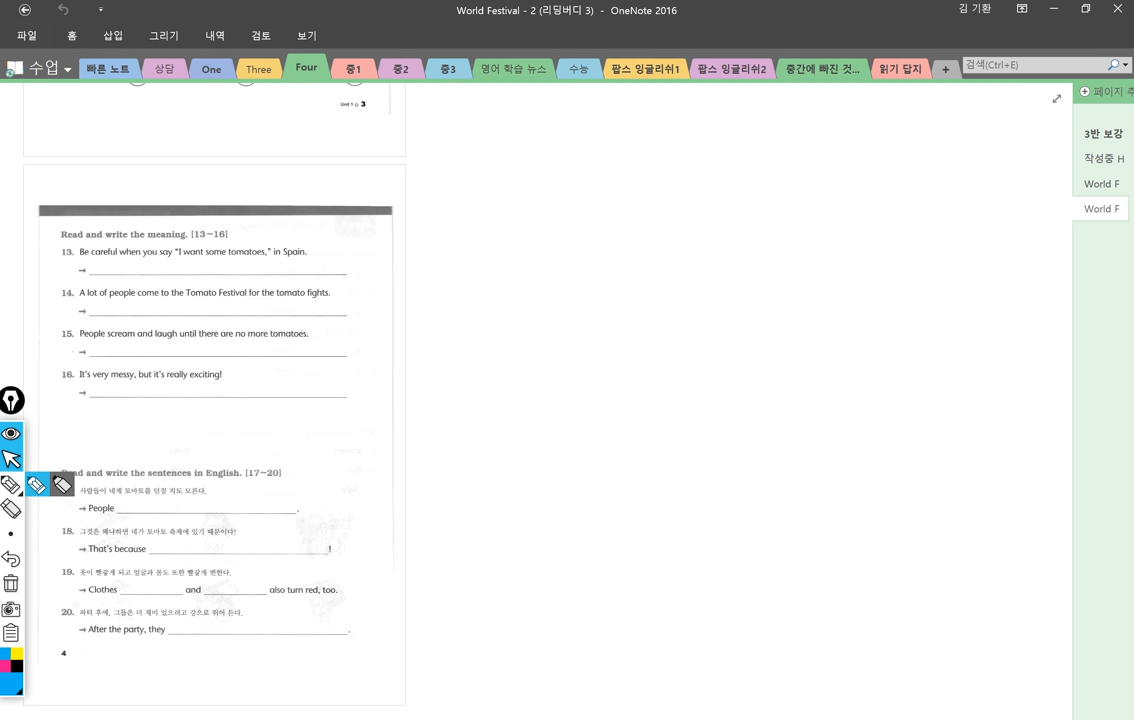 World Festival - 2 (리딩버디 3) - OneNote 2016
김 기환
파일 홈 삽입 그리기 내역 검토 보기
수업 빠른 노트 상담 One Three Four 중1 중2 중3 영어 학습 뉴스 수능 팝스 잉글리쉬1 팝스 잉글리쉬2 중간에 빠진 것... 읽기 답지 + 검색(Ctrl+E)
페이지 추
Unit 1 3
3반 보강
작성중 H
World F
World F
Read and write the meaning. [13~16]
13. Be careful when you say “I want some tomatoes,” in Spain.
→
14. A lot of people come to the Tomato Festival for the tomato fights.
→
15. People scream and laugh until there are no more tomatoes.
→
16. It’s very messy, but it’s really exciting!
→
ad and write the sentences in English. [17~20]
사람들이 네게 토마토를 던질 지도 모른다.
→ People .
18. 그것은 왜냐하면 네가 토마토 축제에 있기 때문이다!
→ That’s because !
19. 옷이 빨갛게 되고 얼굴과 몸도 또한 빨갛게 변한다.
→ Clothes and also turn red, too.
20. 파티 후에, 그들은 더 재미 있으려고 강으로 뛰어 든다.
→ After the party, they .
4